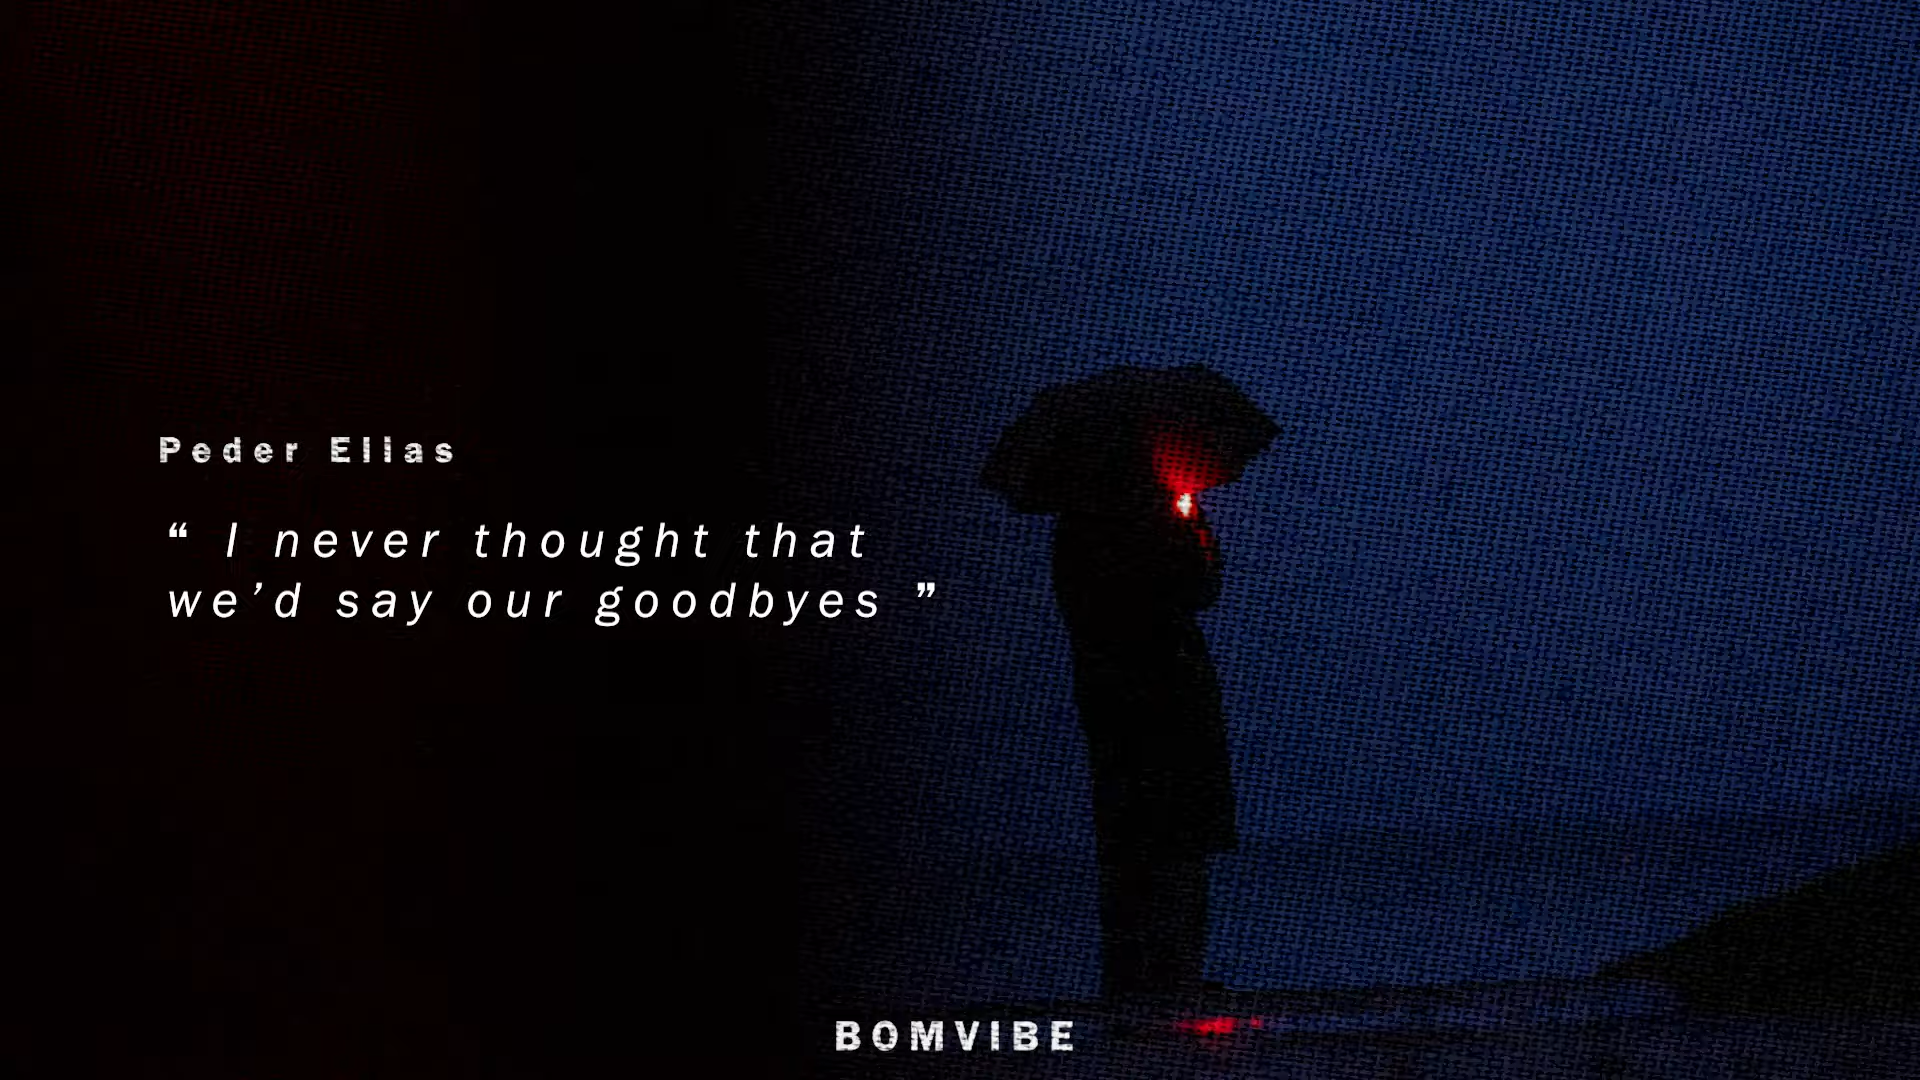 Peder Elias
“ I never thought that
we’d say our goodbyes ”
BOMVIBE